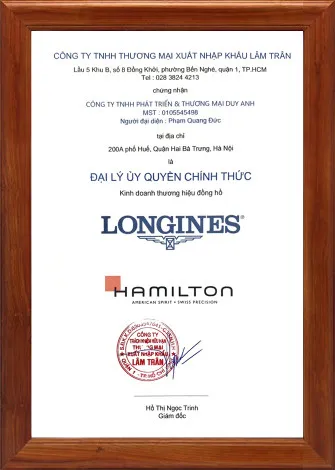 CÔNG TY TNHH THƯƠNG MẠI XUẤT NHẬP KHẨU LÂM TRẦN
Lầu 5 Khu B, số 8 Đồng Khởi, phường Bến Nghé, quận 1, TP.HCM
Tel : 028 3824 4213
chứng nhận
CÔNG TY TNHH PHÁT TRIỂN & THƯƠNG MẠI DUY ANH
MST : 0105545498
Người đại diện : Phạm Quang Đức
tại địa chỉ
200A phố Huế, Quận Hai Bà Trưng, Hà Nội
là
ĐẠI LÝ ỦY QUYỀN CHÍNH THỨC
Kinh doanh thương hiệu đồng hồ
LONGINES®
HAMILTON
AMERICAN SPIRIT • SWISS PRECISION
CÔNG TY
TRÁCH NHIỆM HỮU HẠN
THƯƠNG MẠI
XUẤT NHẬP KHẨU
LÂM TRẦN
Hồ Thị Ngọc Trinh
Giám đốc